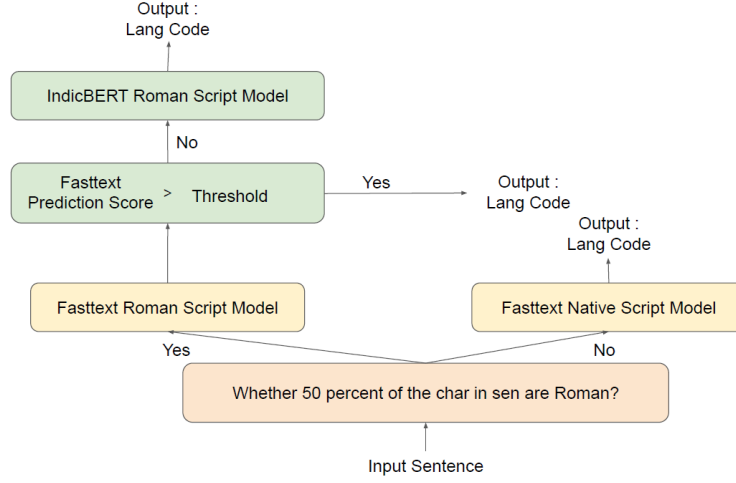 Output :
Lang Code
IndicBERT Roman Script Model
No
Fasttext
Prediction Score > Threshold
Yes
Output :
Lang Code
Output :
Lang Code
Fasttext Roman Script Model
Fasttext Native Script Model
Yes
No
Whether 50 percent of the char in sen are Roman?
Input Sentence